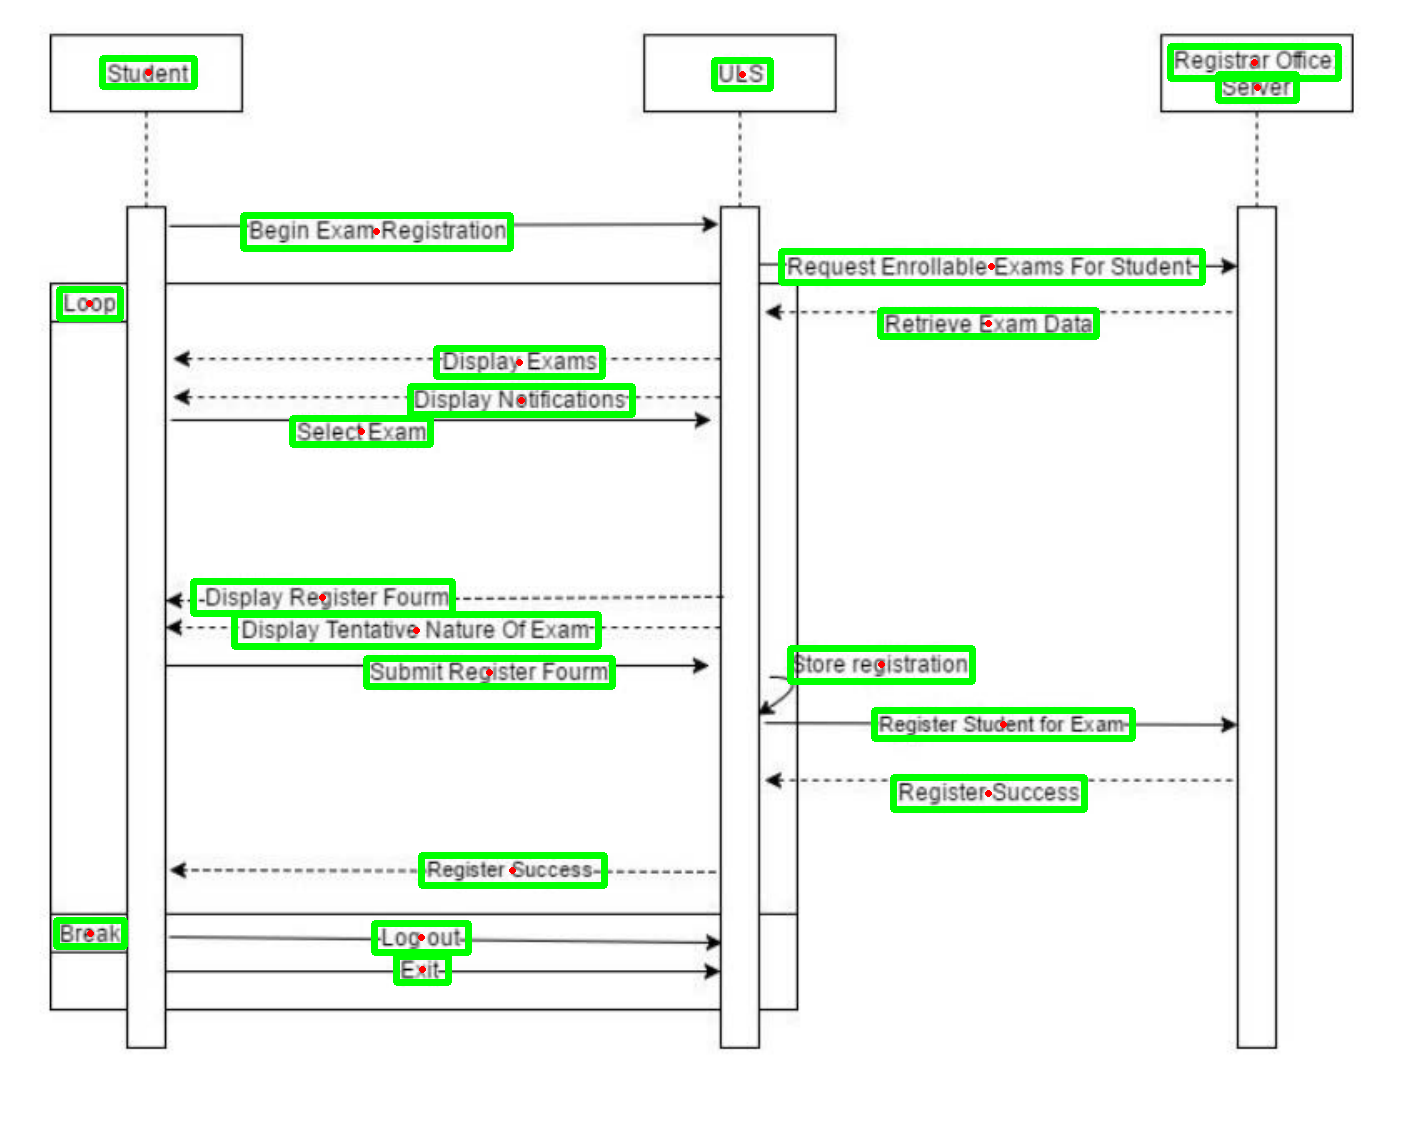 Student
ULS
Registrar Office
Server
Begin Exam Registration
Request Enrollable Exams For Student
Loop
Retrieve Exam Data
Display Exams
Display Notifications
Select Exam
Display Register Fourm
Display Tentative Nature Of Exam
Store registration
Submit Register Fourm
Register Student for Exam
Register Success
Register Success
Break
Log out
Exit